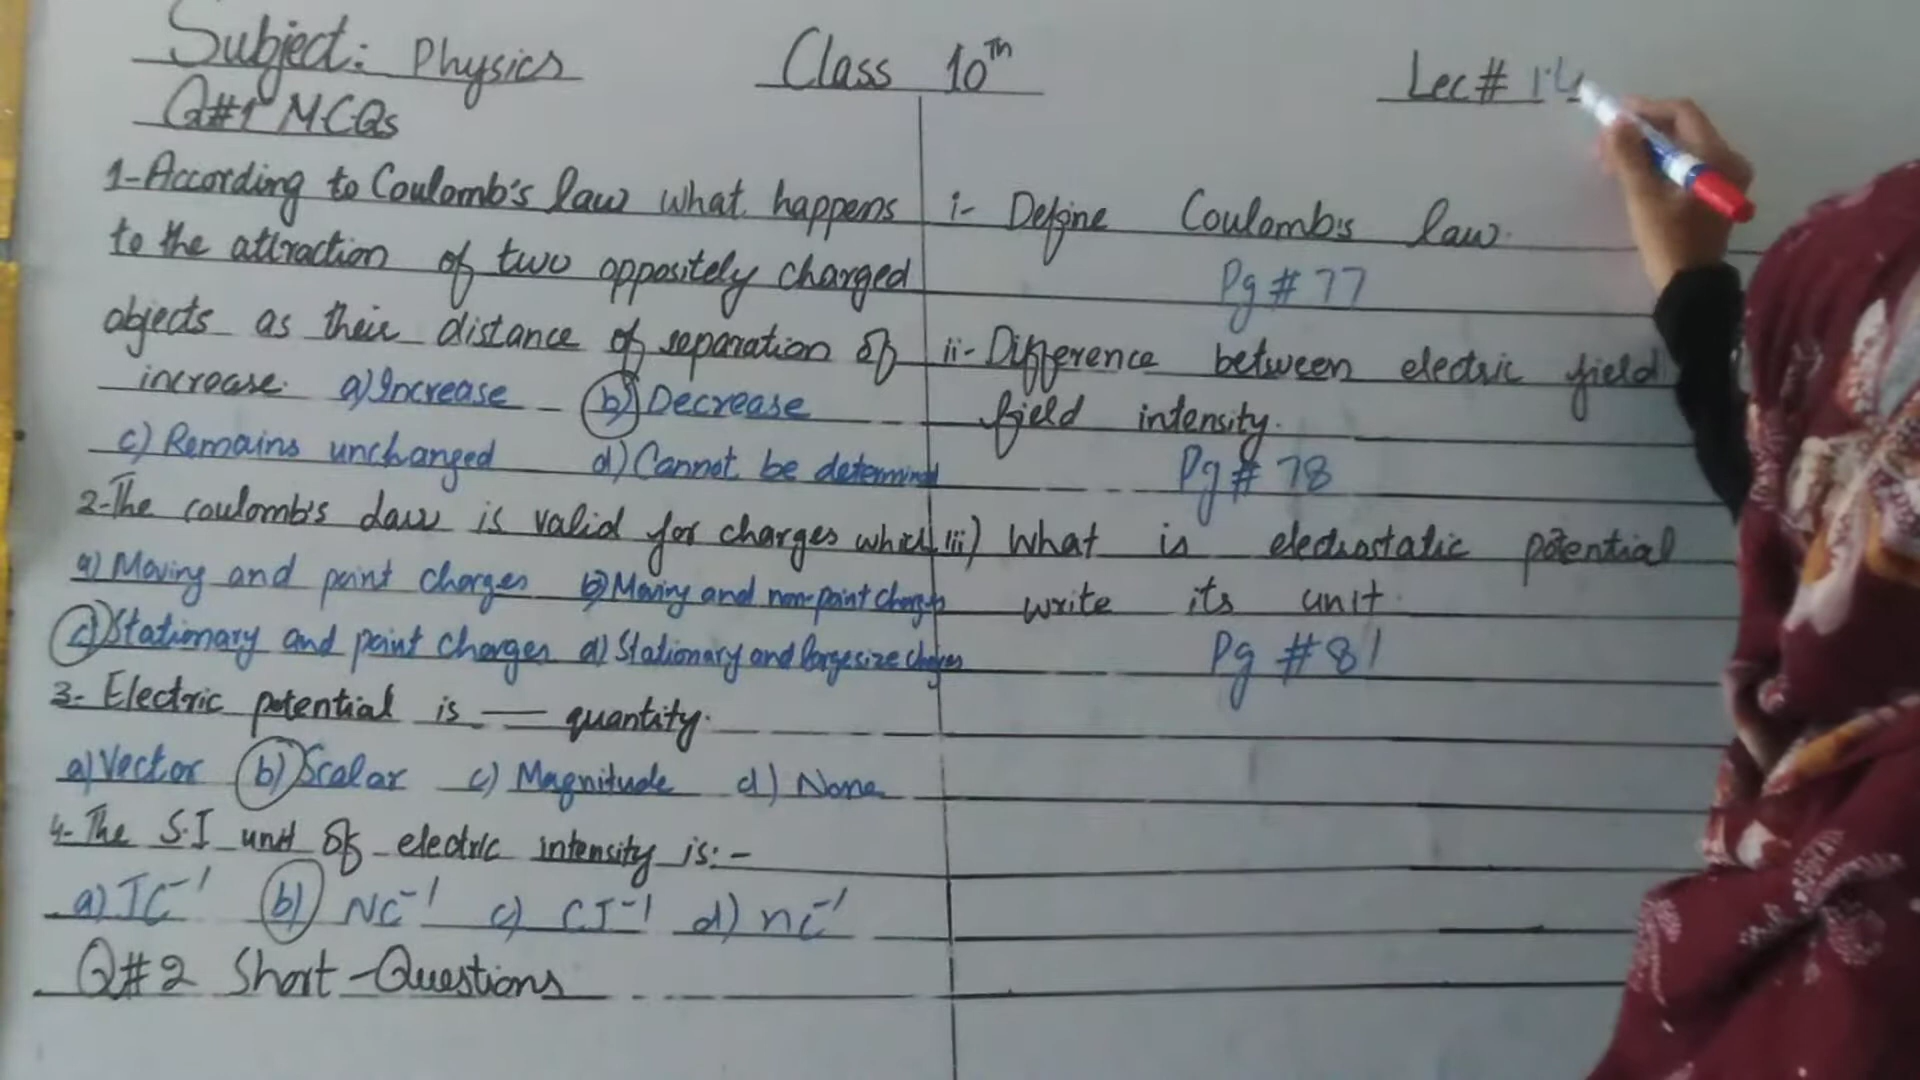 Subject: Physics
Class 10th
Lec# 14
Q#1 MCQs
1-According to Coulomb's law what happens
to the attraction of two oppositely charged
objects as their distance of separation of
increase. a) Increase b) Decrease
c) Remains unchanged d) Cannot be determined
2-The coulomb's law is valid for charges which
a) Moving and point charges b) Moving and non-point charges
c) Stationary and point charges d) Stationary and large size charges
3- Electric potential is — quantity.
a) Vector b) Scalar c) Magnitude d) None
4- The S.I unit of electric intensity is:-
a) JC⁻¹ b) NC⁻¹ c) CJ⁻¹ d) nc⁻¹
Q#2 Short-Questions
i- Define Coulomb's law.
Pg # 77
ii- Difference between electric field
field intensity.
Pg # 78
iii) What is electrostatic potential
write its unit.
Pg # 81